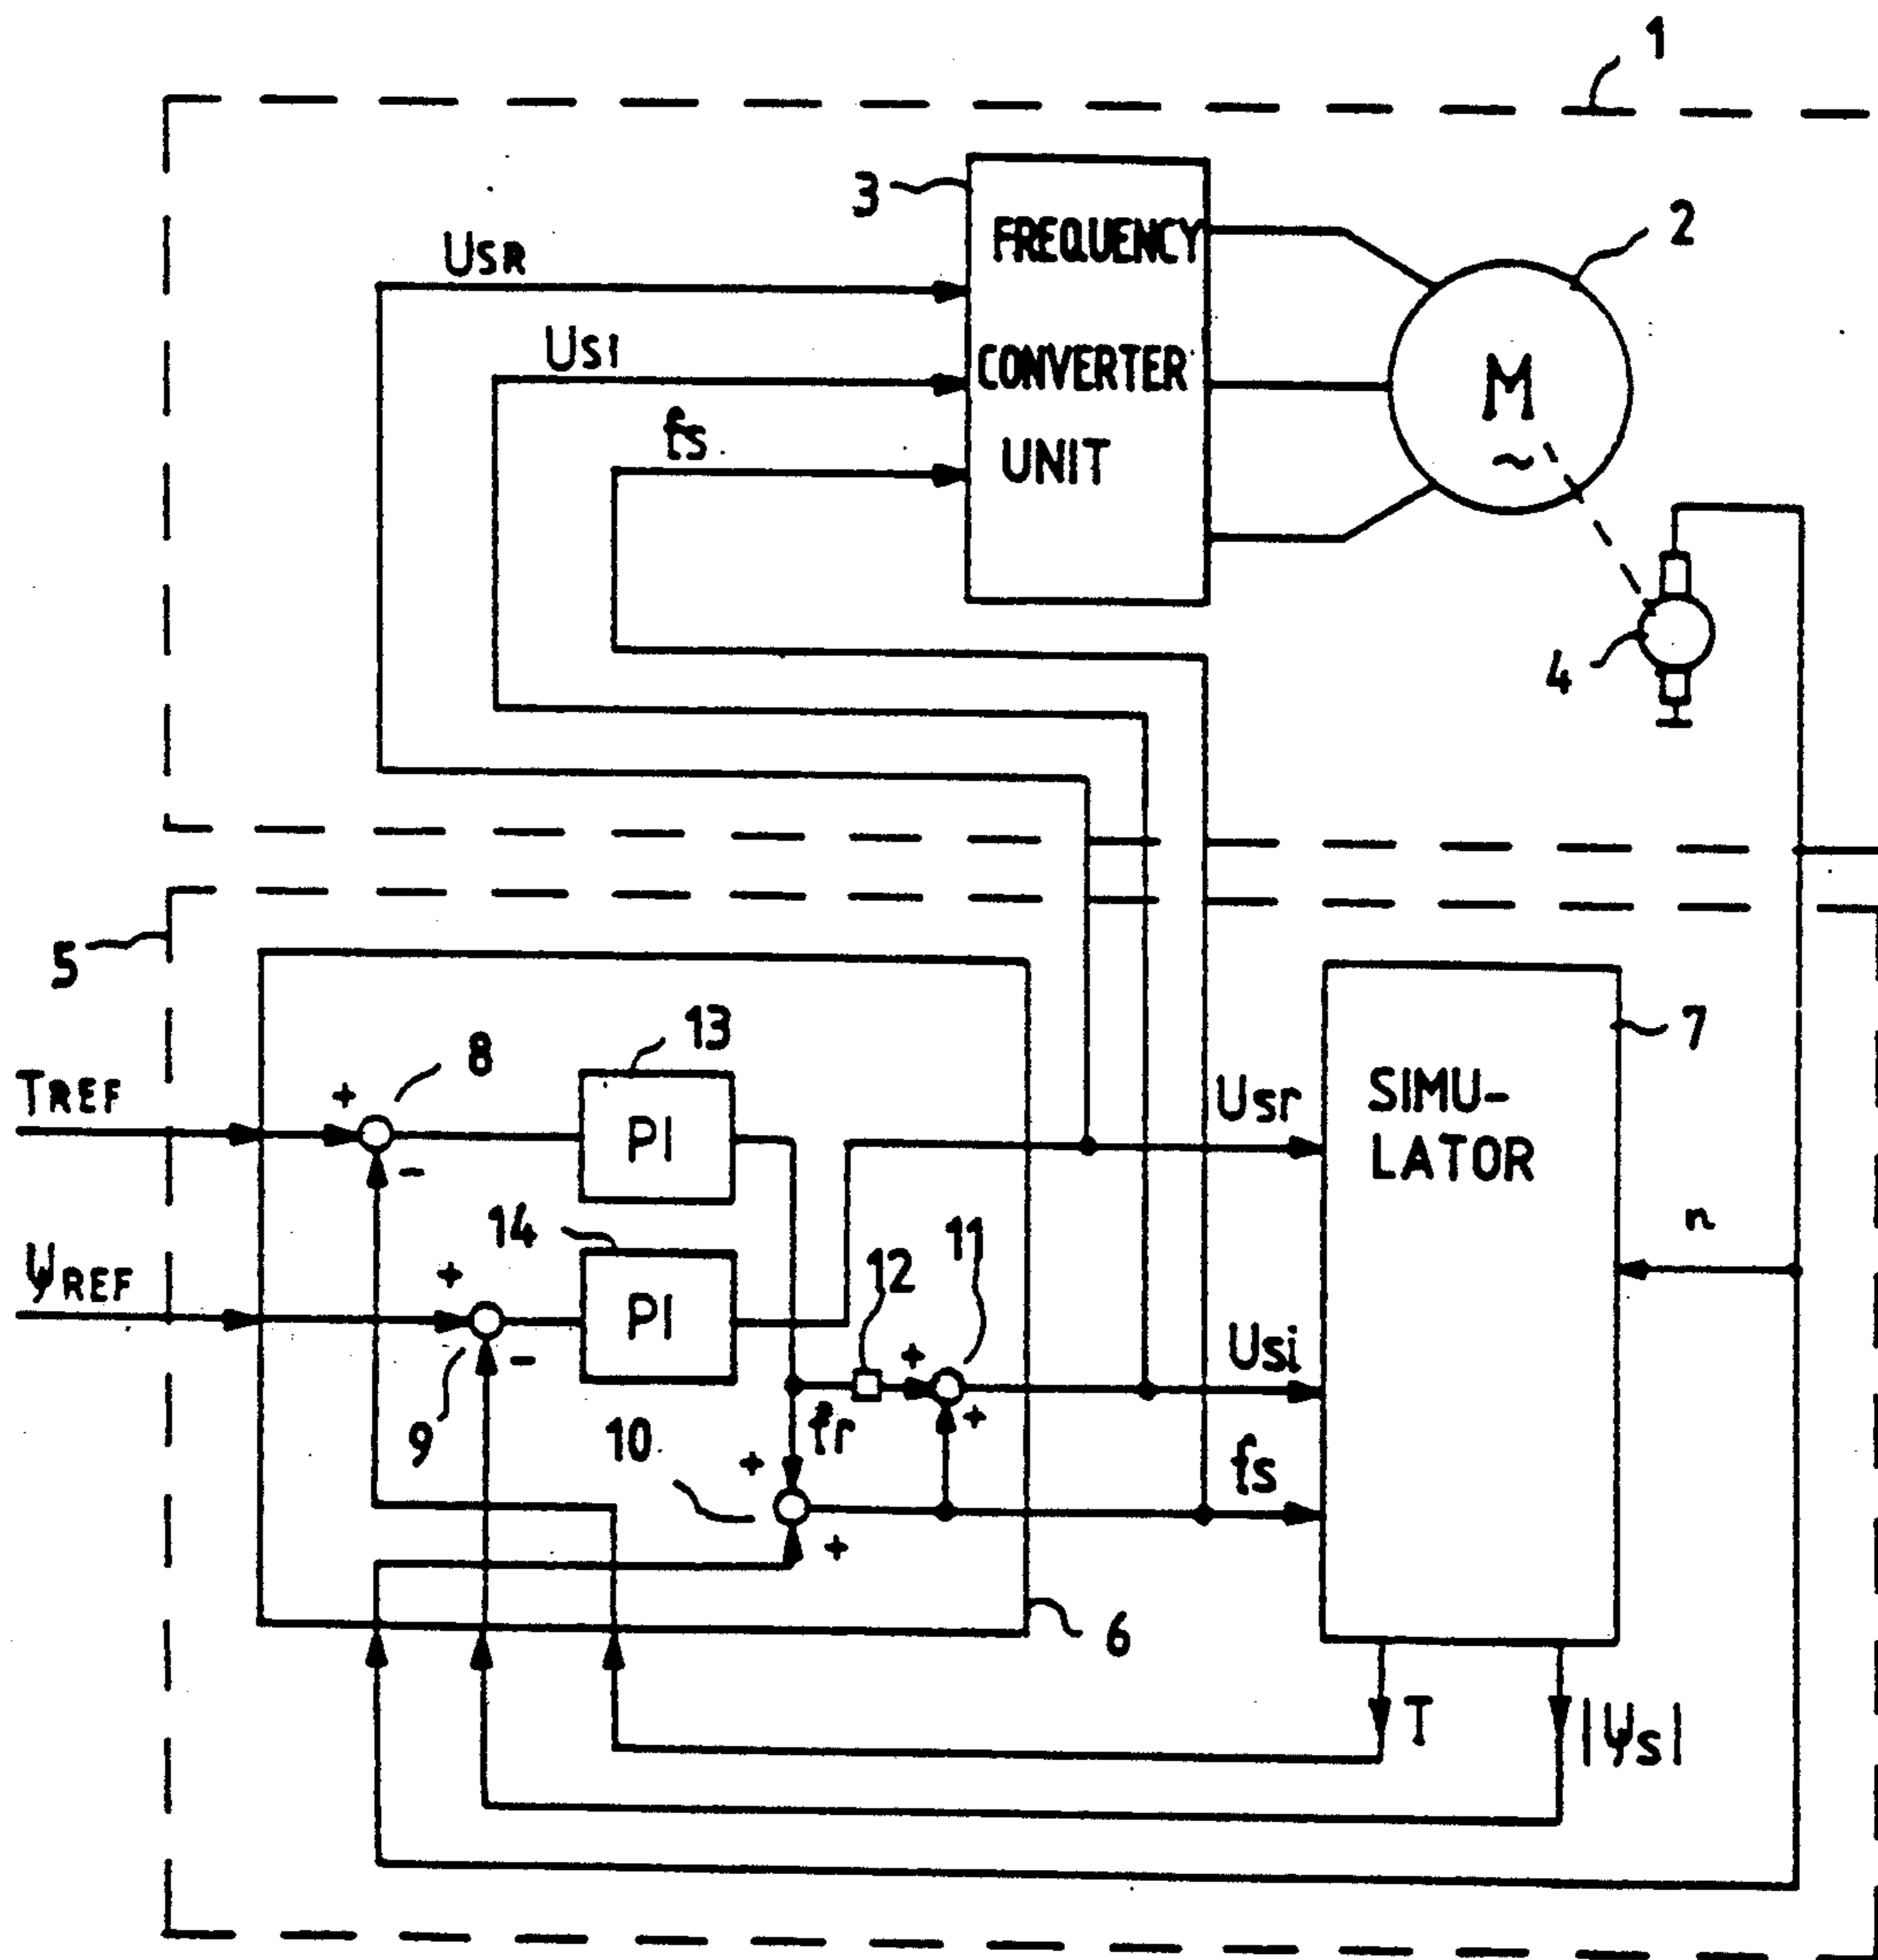 1
3
FREQUENCY
CONVERTER
UNIT
2
USR
Usi
fs
M
~
4
5
13
8
TREF
+
-
PI
Usr
SIMU-
LATOR
7
14
ΨREF
+
-
PI
12
11
n
9
10
fr
+
+
Usi
+
+
fs
6
T
|Ψs|